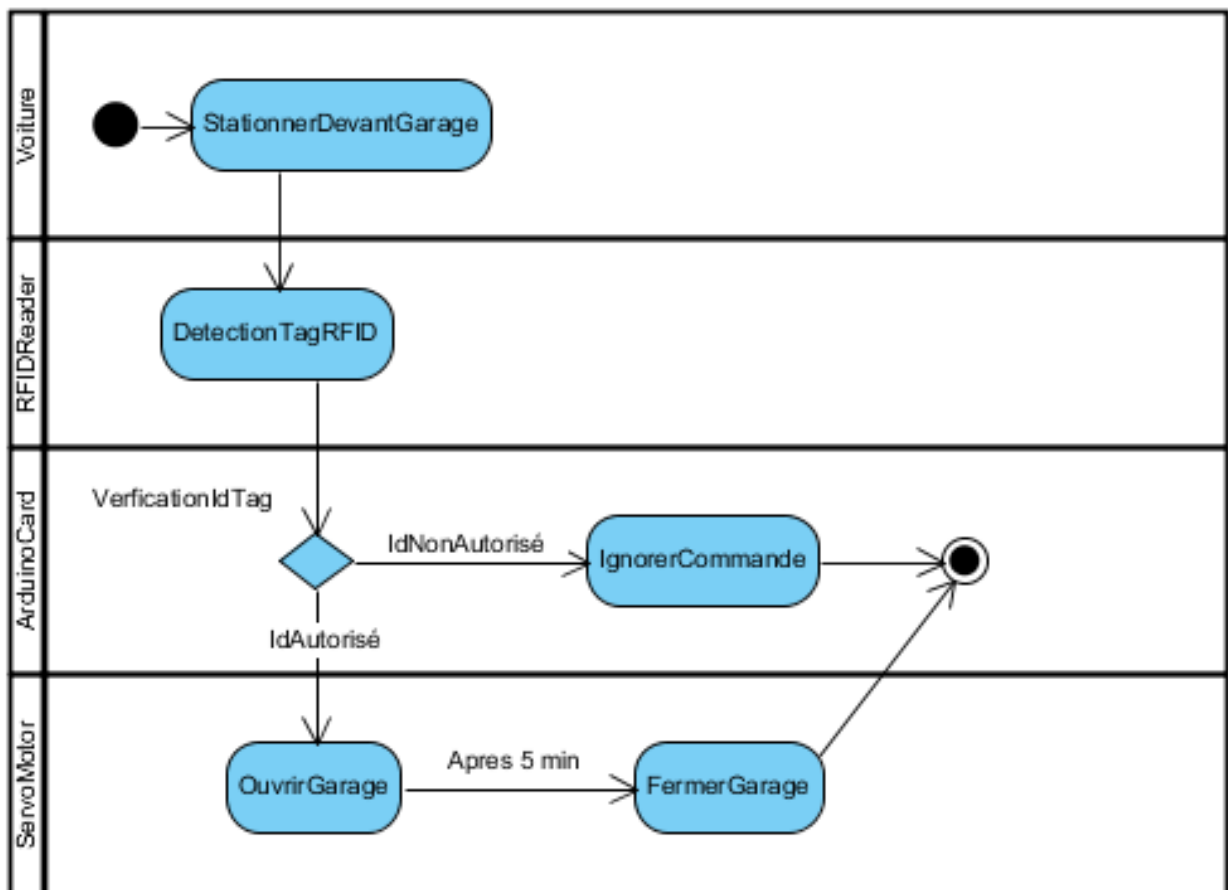 Voiture
StationnerDevantGarage
RFIDReader
DetectionTagRFID
ArduinoCard
VerficationIdTag
IdNonAutorisé
IgnorerCommande
IdAutorisé
ServoMotor
OuvrirGarage
Apres 5 min
FermerGarage